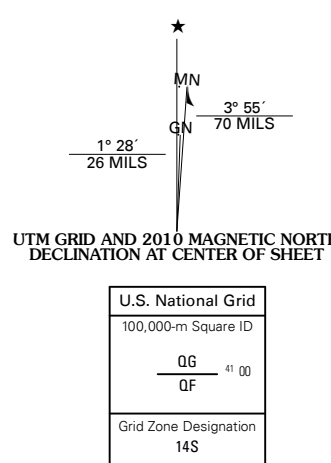 ★
MN
3° 55´
70 MILS
GN
1° 28´
26 MILS
UTM GRID AND 2010 MAGNETIC NORTH
DECLINATION AT CENTER OF SHEET
U.S. National Grid
100,000-m Square ID
QG
41 00
QF
Grid Zone Designation
14S